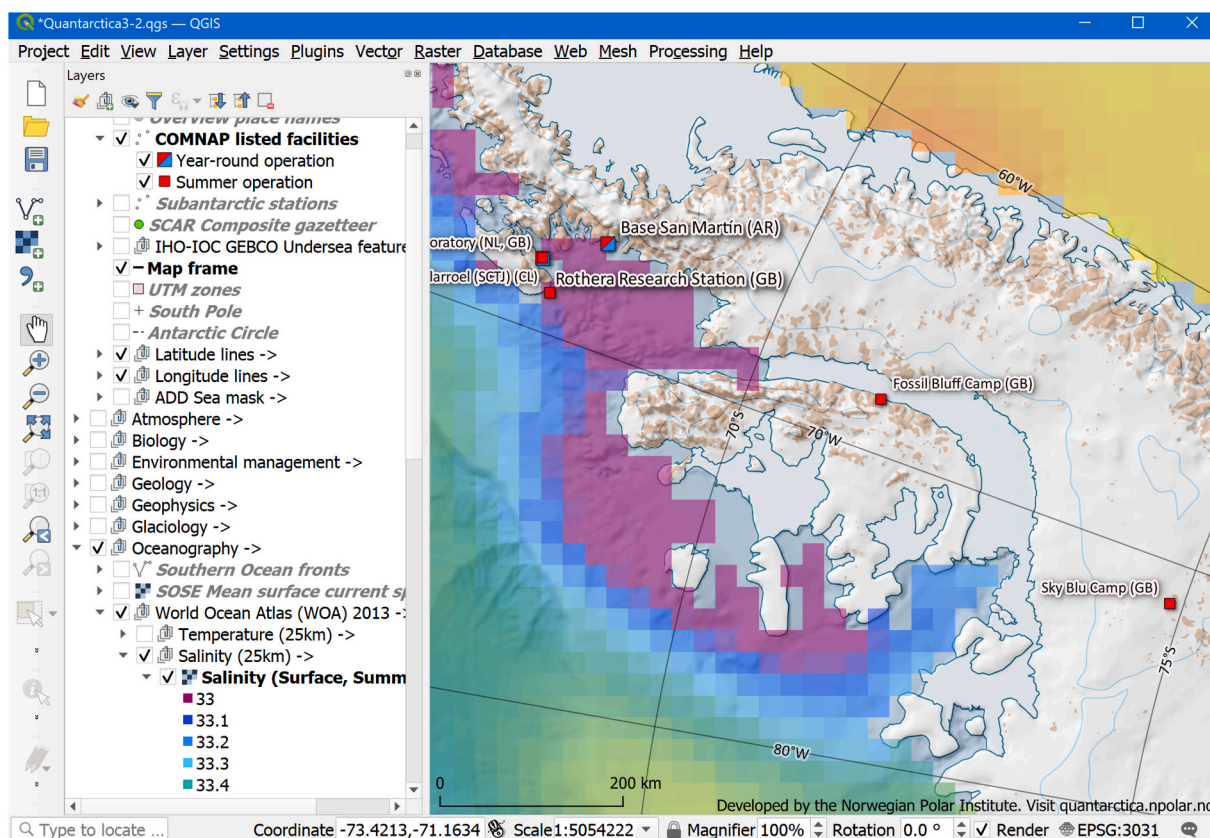 *Quantarctica3-2.qgs — QGIS
Project Edit View Layer Settings Plugins Vector Raster Database Web Mesh Processing Help
Layers
Overview place names
COMNAP listed facilities
Year-round operation
Summer operation
Subantarctic stations
SCAR Composite gazetteer
IHO-IOC GEBCO Undersea feature
Map frame
UTM zones
South Pole
Antarctic Circle
Latitude lines ->
Longitude lines ->
ADD Sea mask ->
Atmosphere ->
Biology ->
Environmental management ->
Geology ->
Geophysics ->
Glaciology ->
Oceanography ->
Southern Ocean fronts
SOSE Mean surface current sp
World Ocean Atlas (WOA) 2013 ->
Temperature (25km) ->
Salinity (25km) ->
Salinity (Surface, Summ
33
33.1
33.2
33.3
33.4
60°W
Base San Martín (AR)
oratory (NL, GB)
larroel (SCTJ) (CL)
Rothera Research Station (GB)
Fossil Bluff Camp (GB)
70°S
70°W
Sky Blu Camp (GB)
75°S
80°W
0 200 km
Developed by the Norwegian Polar Institute. Visit quantarctica.npolar.no
Type to locate ... Coordinate -73.4213,-71.1634 Scale 1:5054222 Magnifier 100% Rotation 0.0 ° Render EPSG:3031